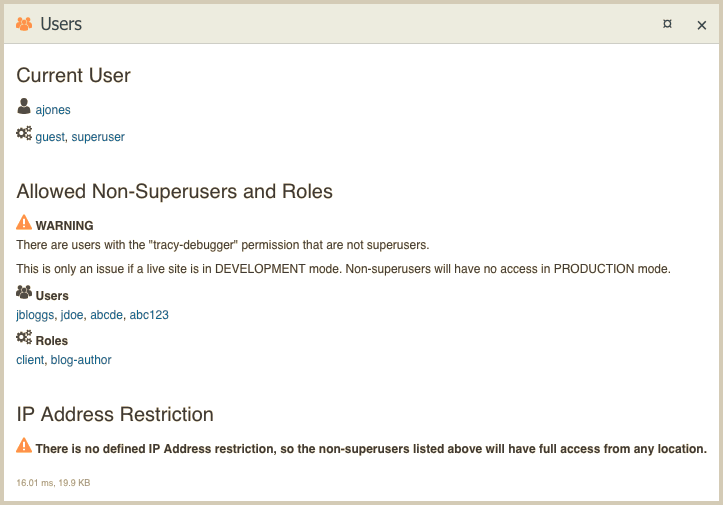 Users
Current User
ajones
guest, superuser
Allowed Non-Superusers and Roles
WARNING
There are users with the "tracy-debugger" permission that are not superusers.
This is only an issue if a live site is in DEVELOPMENT mode. Non-superusers will have no access in PRODUCTION mode.
Users
jbloggs, jdoe, abcde, abc123
Roles
client, blog-author
IP Address Restriction
There is no defined IP Address restriction, so the non-superusers listed above will have full access from any location.
16.01 ms, 19.9 KB